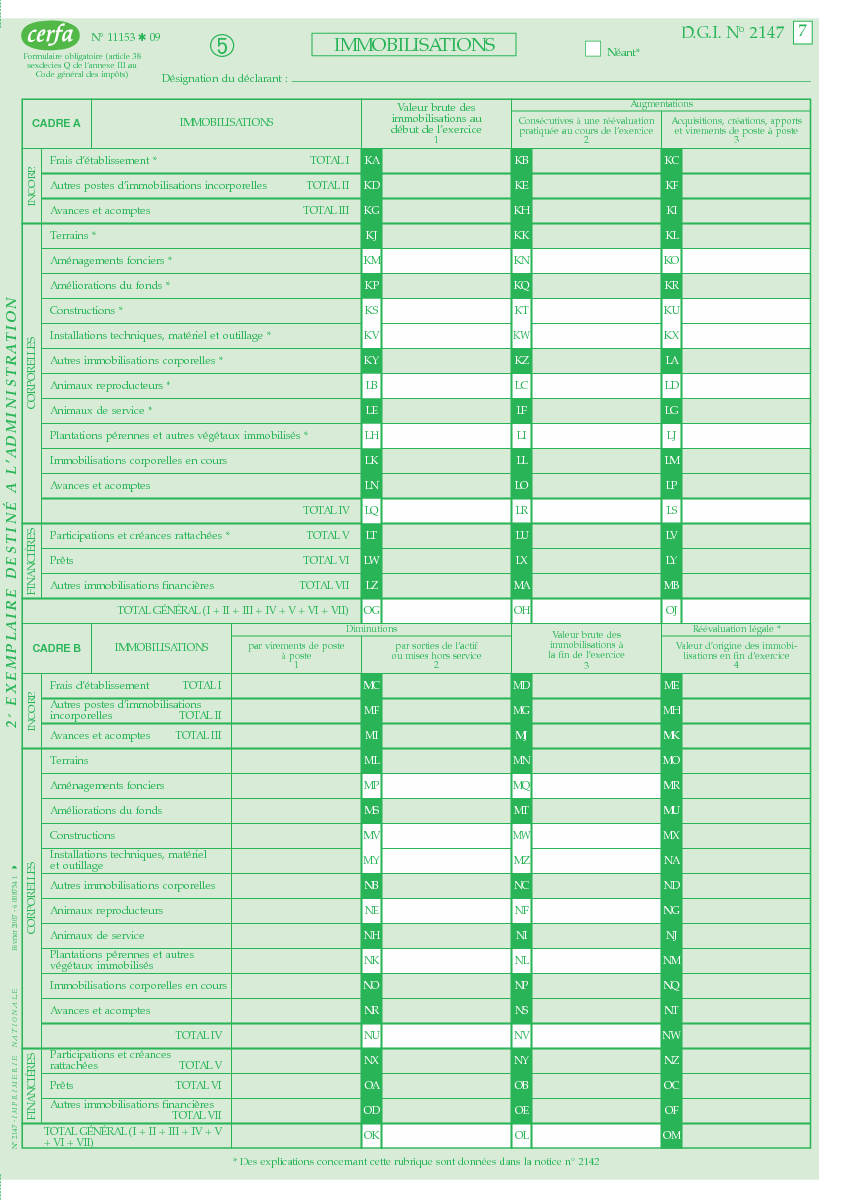 cerfa
N° 11153 ✱ 09
Formulaire obligatoire (article 38
sexdecies Q de l'annexe III au
Code général des impôts)
5
IMMOBILISATIONS
Néant*
D.G.I. N° 2147
7
Désignation du déclarant :
CADRE A
IMMOBILISATIONS
Valeur brute des
immobilisations au
début de l'exercice
1
Augmentations
Consécutives à une réévaluation
pratiquée au cours de l'exercice
2
Acquisitions, créations, apports
et virements de poste à poste
3
INCORP.
Frais d'établissement * TOTAL I KA KB KC
Autres postes d'immobilisations incorporelles TOTAL II KD KE KF
Avances et acomptes TOTAL III KG KH KI
CORPORELLES
Terrains * KJ KK KL
Aménagements fonciers * KM KN KO
Améliorations du fonds * KP KQ KR
Constructions * KS KT KU
Installations techniques, matériel et outillage * KV KW KX
Autres immobilisations corporelles * KY KZ LA
Animaux reproducteurs * LB LC LD
Animaux de service * LE LF LG
Plantations pérennes et autres végétaux immobilisés * LH LI LJ
Immobilisations corporelles en cours LK LL LM
Avances et acomptes LN LO LP
TOTAL IV LQ LR LS
FINANCIÈRES
Participations et créances rattachées * TOTAL V LT LU LV
Prêts TOTAL VI LW LX LY
Autres immobilisations financières TOTAL VII LZ MA MB
TOTAL GÉNÉRAL (I + II + III + IV + V + VI + VII) OG OH OJ
CADRE B
IMMOBILISATIONS
Diminutions
par virements de poste
à poste
1
par sorties de l'actif
ou mises hors service
2
Valeur brute des
immobilisations à
la fin de l'exercice
3
Réévaluation légale *
Valeur d'origine des immobi-
lisations en fin d'exercice
4
INCORP.
Frais d'établissement TOTAL I MC MD ME
Autres postes d'immobilisations
incorporelles TOTAL II MF MG MH
Avances et acomptes TOTAL III MI MJ MK
CORPORELLES
Terrains ML MN MO
Aménagements fonciers MP MQ MR
Améliorations du fonds MS MT MU
Constructions MV MW MX
Installations techniques, matériel
et outillage MY MZ NA
Autres immobilisations corporelles NB NC ND
Animaux reproducteurs NE NF NG
Animaux de service NH NI NJ
Plantations pérennes et autres
végétaux immobilisés NK NL NM
Immobilisations corporelles en cours NO NP NQ
Avances et acomptes NR NS NT
TOTAL IV NU NV NW
FINANCIÈRES
Participations et créances
rattachées TOTAL V NX NY NZ
Prêts TOTAL VI OA OB OC
Autres immobilisations financières
TOTAL VII OD OE OF
TOTAL GÉNÉRAL (I + II + III + IV + V
+ VI + VII) OK OL OM
* Des explications concernant cette rubrique sont données dans la notice n° 2142
2e EXEMPLAIRE DESTINÉ A L'ADMINISTRATION
N° 2147 - IMPRIMERIE NATIONALE